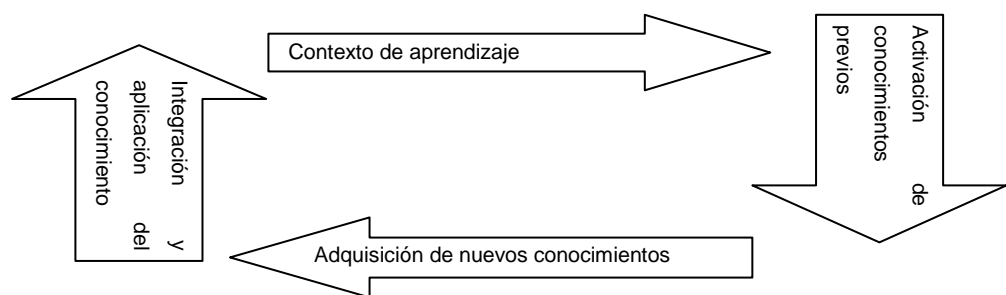 Contexto de aprendizaje
Activación de
conocimientos
previos
Adquisición de nuevos conocimientos
Integración y
aplicación del
conocimiento